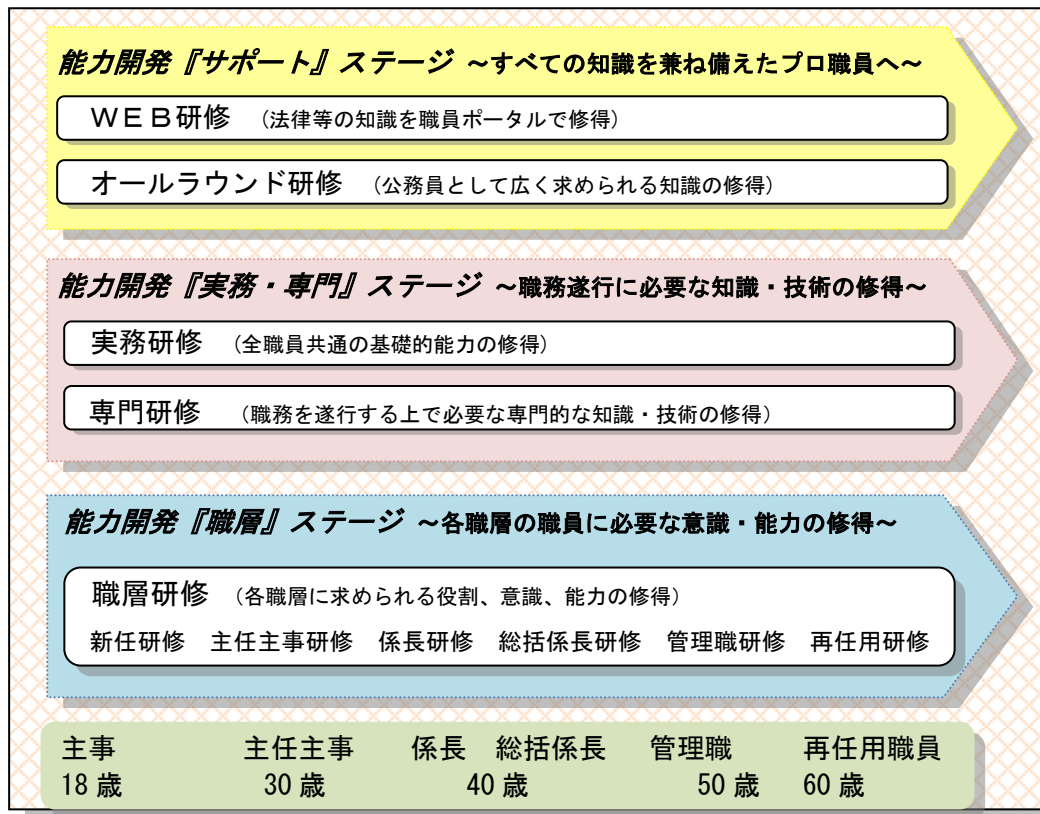 能力開発『サポート』ステージ ～すべての知識を兼ね備えたプロ職員へ～
ＷＥＢ研修 （法律等の知識を職員ポータルで修得）
オールラウンド研修 （公務員として広く求められる知識の修得）
能力開発『実務・専門』ステージ ～職務遂行に必要な知識・技術の修得～
実務研修 （全職員共通の基礎的能力の修得）
専門研修 （職務を遂行する上で必要な専門的な知識・技術の修得）
能力開発『職層』ステージ ～各職層の職員に必要な意識・能力の修得～
職層研修 （各職層に求められる役割、意識、能力の修得）
新任研修 主任主事研修 係長研修 総括係長研修 管理職研修 再任用研修
主事 主任主事 係長 総括係長 管理職 再任用職員
18 歳 30 歳 40 歳 50 歳 60 歳